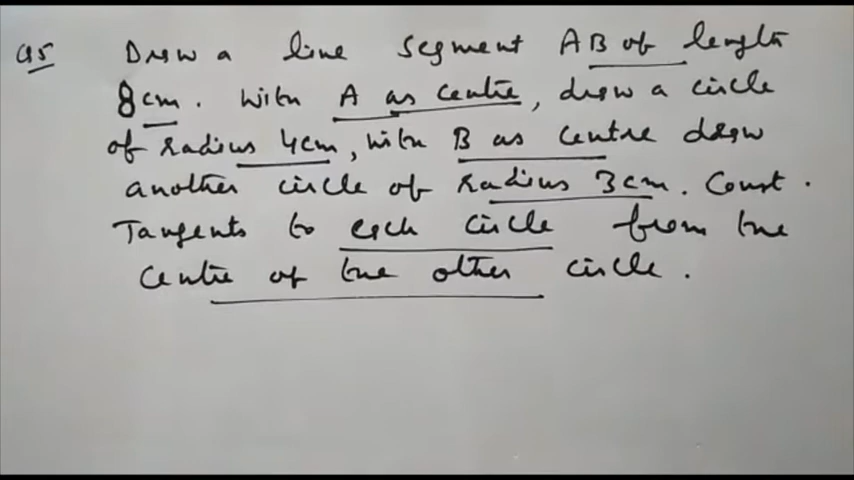 Q5 Draw a line segment AB of length
8cm. With A as centre, draw a circle
of radius 4cm, with B as centre draw
another circle of radius 3cm. Const.
Tangents to each circle from the
centre of the other circle.